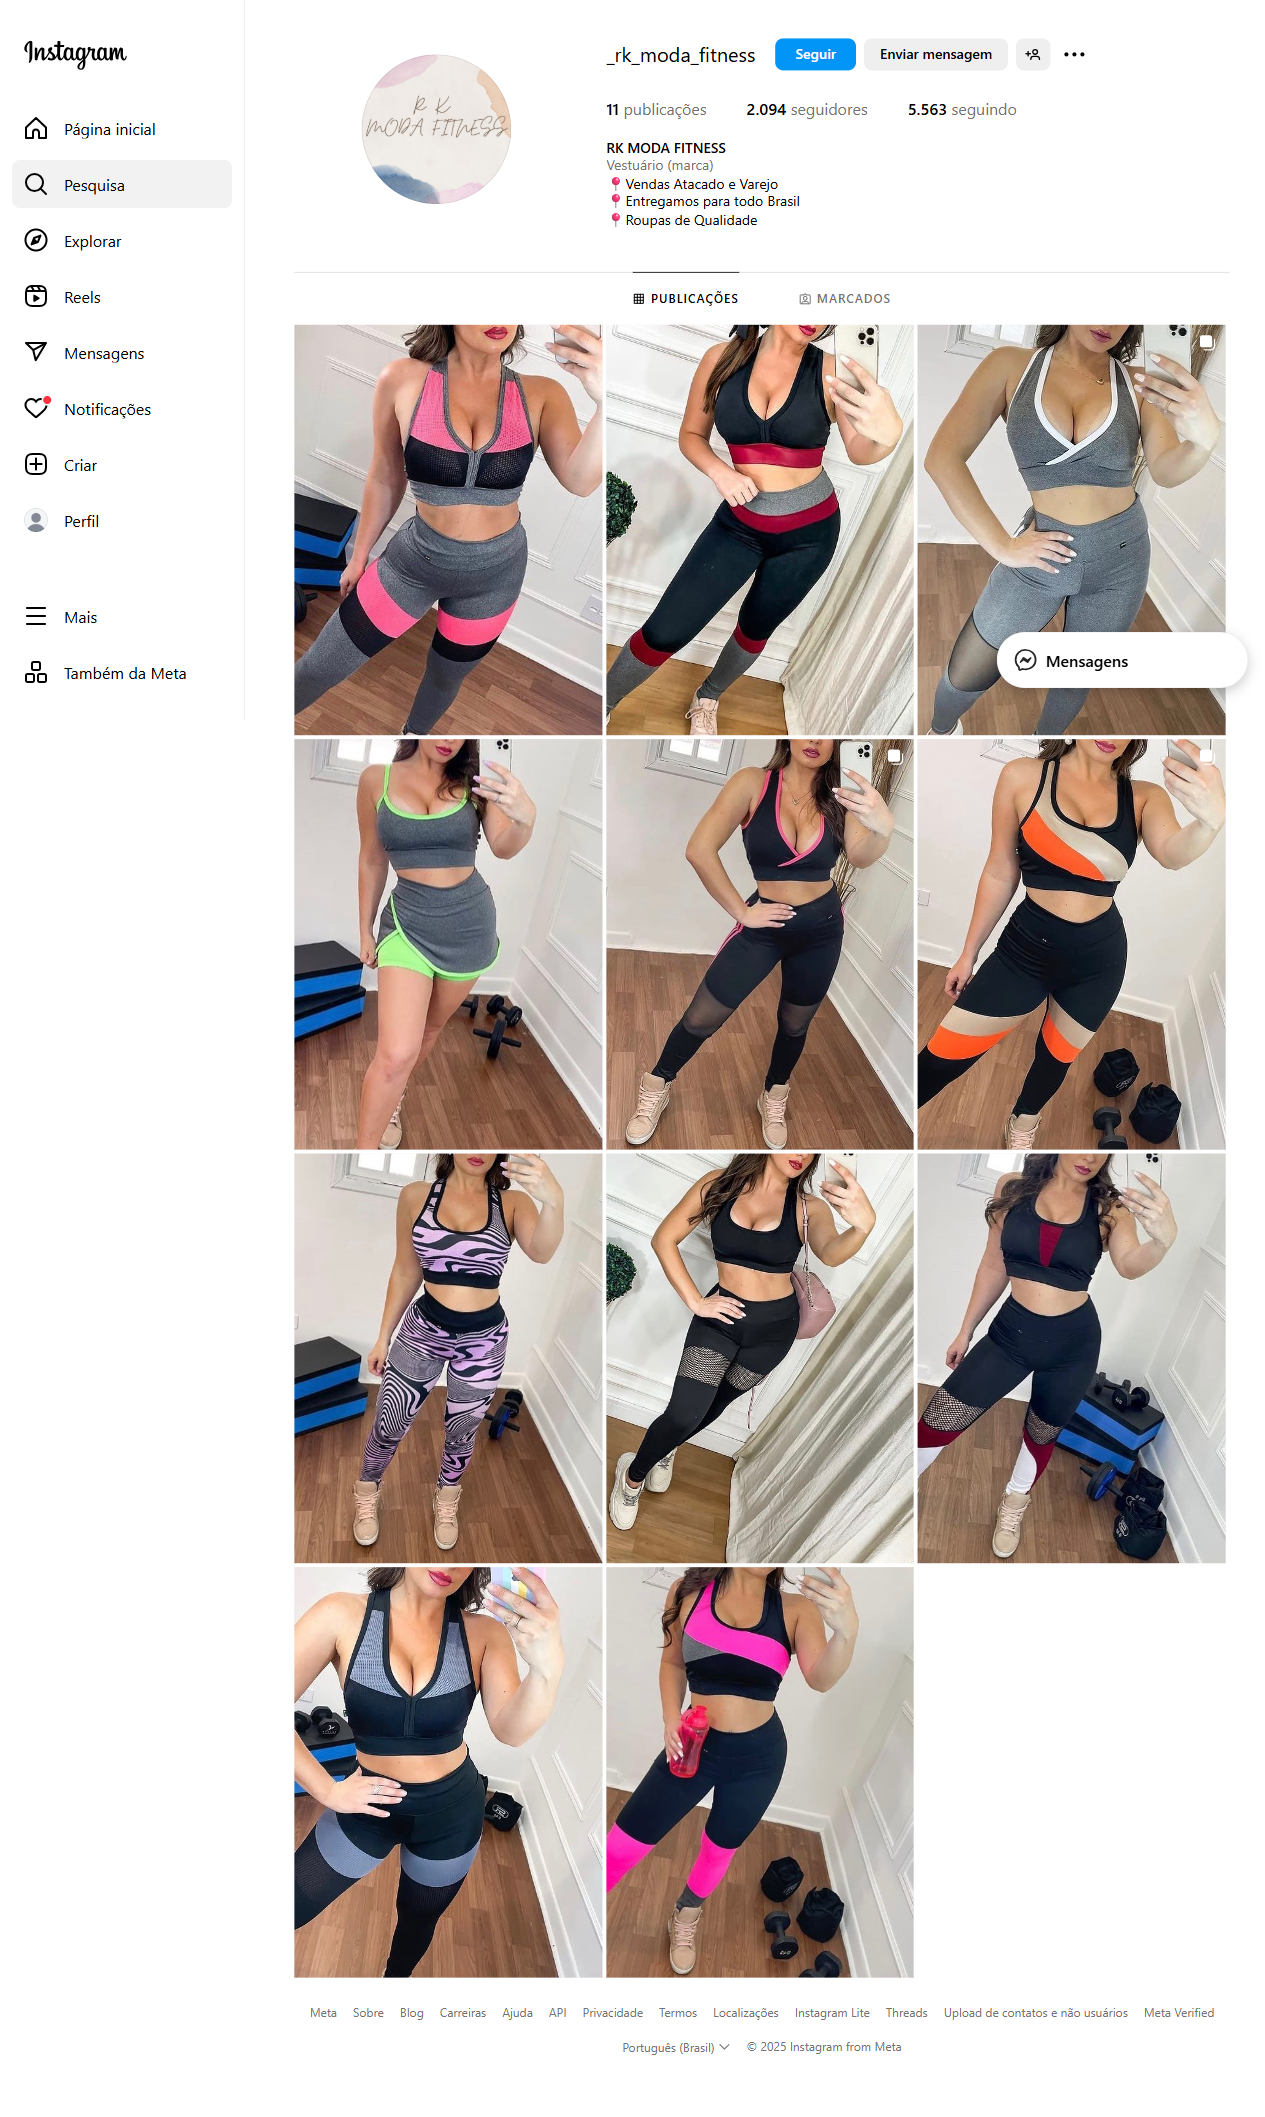 Instagram
Página inicial
Pesquisa
Explorar
Reels
Mensagens
Notificações
Criar
Perfil
Mais
Também da Meta
R K
MODA FITNESS
_rk_moda_fitness Seguir Enviar mensagem
11 publicações 2.094 seguidores 5.563 seguindo
RK MODA FITNESS
Vestuário (marca)
📍Vendas Atacado e Varejo
📍Entregamos para todo Brasil
📍Roupas de Qualidade
PUBLICAÇÕES MARCADOS
Mensagens
Meta Sobre Blog Carreiras Ajuda API Privacidade Termos Localizações Instagram Lite Threads Upload de contatos e não usuários Meta Verified
Português (Brasil) © 2025 Instagram from Meta